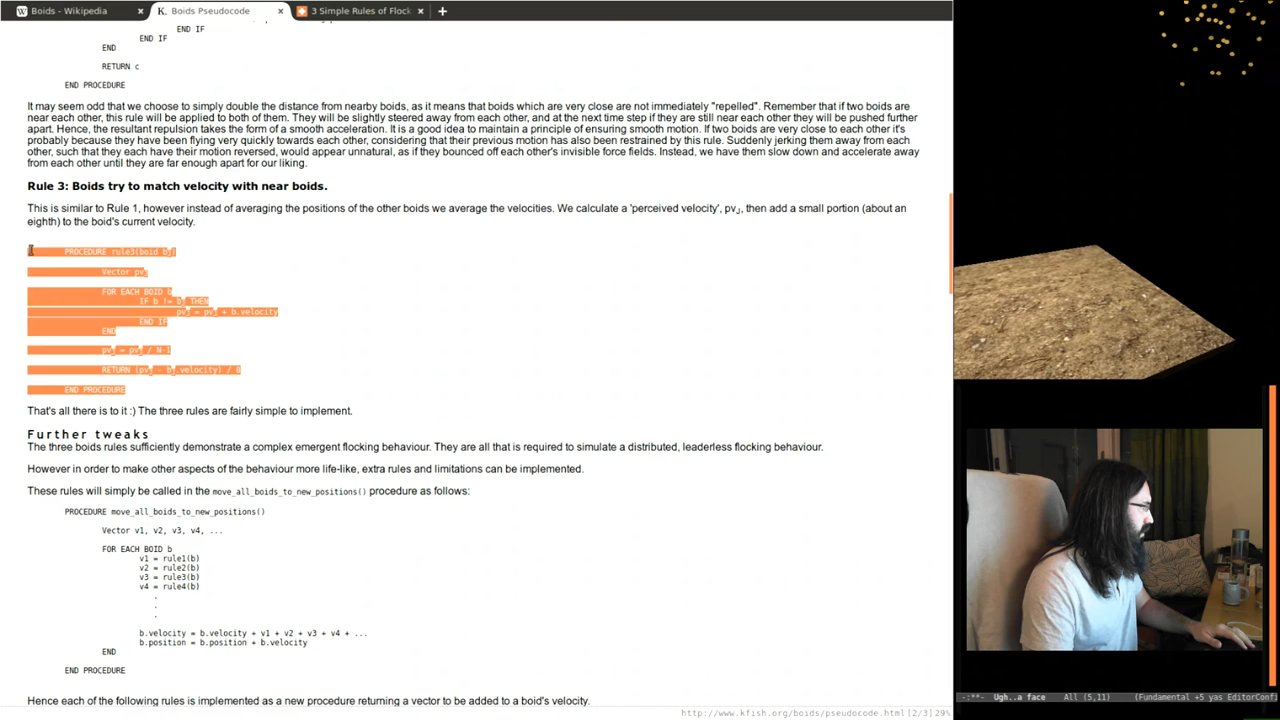 Boids - Wikipedia
Boids Pseudocode
3 Simple Rules of Flock
END IF
END IF
END
RETURN c
END PROCEDURE
It may seem odd that we choose to simply double the distance from nearby boids, as it means that boids which are very close are not immediately "repelled". Remember that if two boids are
near each other, this rule will be applied to both of them. They will be slightly steered away from each other, and at the next time step if they are still near each other they will be pushed further
apart. Hence, the resultant repulsion takes the form of a smooth acceleration. It is a good idea to maintain a principle of ensuring smooth motion. If two boids are very close to each other it's
probably because they have been flying very quickly towards each other, considering that their previous motion has also been restrained by this rule. Suddenly jerking them away from each
other, such that they each have their motion reversed, would appear unnatural, as if they bounced off each other's invisible force fields. Instead, we have them slow down and accelerate away
from each other until they are far enough apart for our liking.
Rule 3: Boids try to match velocity with near boids.
This is similar to Rule 1, however instead of averaging the positions of the other boids we average the velocities. We calculate a 'perceived velocity', pvJ, then add a small portion (about an
eighth) to the boid's current velocity.
PROCEDURE rule3(boid bJ)
Vector pvJ
FOR EACH BOID b
IF b != bJ THEN
pvJ = pvJ + b.velocity
END IF
END
pvJ = pvJ / N-1
RETURN (pvJ - bJ.velocity) / 8
END PROCEDURE
That's all there is to it :) The three rules are fairly simple to implement.
Further tweaks
The three boids rules sufficiently demonstrate a complex emergent flocking behaviour. They are all that is required to simulate a distributed, leaderless flocking behaviour.
However in order to make other aspects of the behaviour more life-like, extra rules and limitations can be implemented.
These rules will simply be called in the move_all_boids_to_new_positions() procedure as follows:
PROCEDURE move_all_boids_to_new_positions()
Vector v1, v2, v3, v4, ...
FOR EACH BOID b
v1 = rule1(b)
v2 = rule2(b)
v3 = rule3(b)
v4 = rule4(b)
.
.
.
b.velocity = b.velocity + v1 + v2 + v3 + v4 + ...
b.position = b.position + b.velocity
END
END PROCEDURE
Hence each of the following rules is implemented as a new procedure returning a vector to be added to a boid's velocity.
http://www.kfish.org/boids/pseudocode.html [2/3] 29%
-:**- Ugh..a face All (5,11) (Fundamental +5 yas EditorConfi